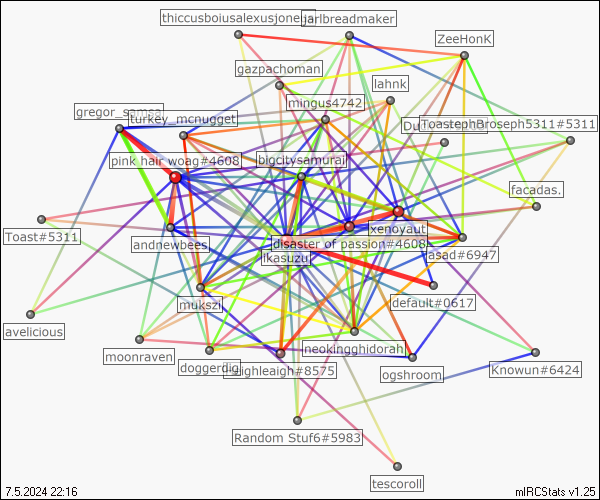 thiccusboiusalexusjones
jarlbreadmaker
ZeeHonK
gazpachoman
lahnk
mingus4742
gregor_samsa
turkey_mcnugget
ToastephBroseph5311#5311
pink hair woag#4608
bigcitysamurai
facadas.
xenoyaut
Toast#5311
andnewbees
disaster of passion#4608
ikasuzu
asad#6947
mukszi
default#0617
avelicious
neokingghidorah
moonraven
doggerdig
ighleaigh#8575
ogshroom
Knowun#6424
Random Stuf6#5983
tescoroll
7.5.2024 22:16
mIRCStats v1.25